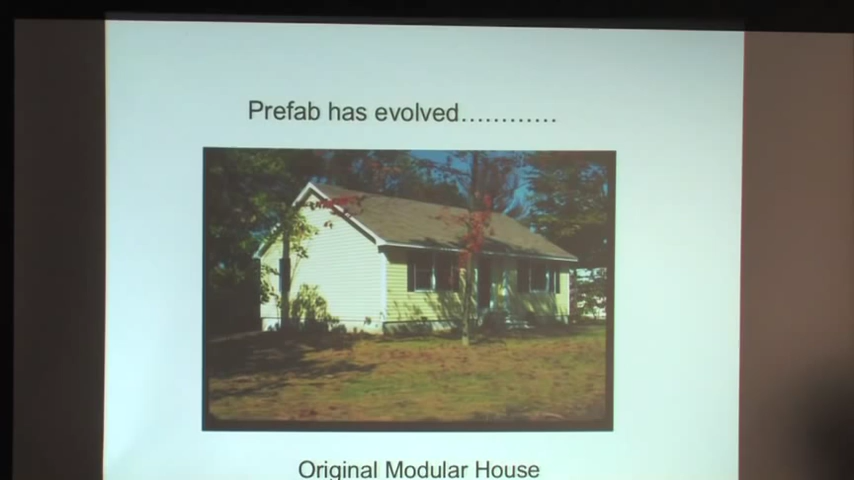 Prefab has evolved............
Original Modular House